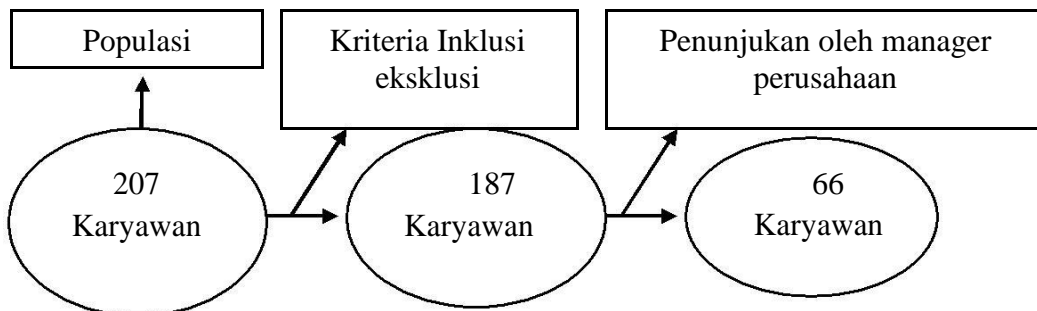 Populasi
Kriteria Inklusi
eksklusi
Penunjukan oleh manager
perusahaan
207
Karyawan
187
Karyawan
66
Karyawan